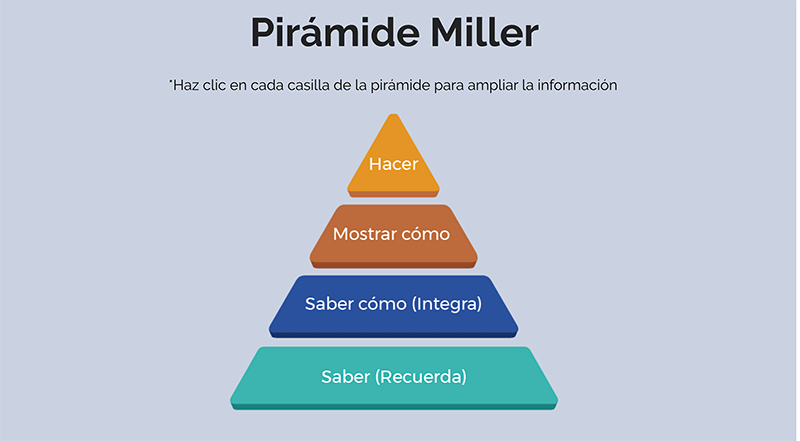 Pirámide Miller
*Haz clic en cada casilla de la pirámide para ampliar la información
Hacer
Mostrar cómo
Saber cómo (Integra)
Saber (Recuerda)